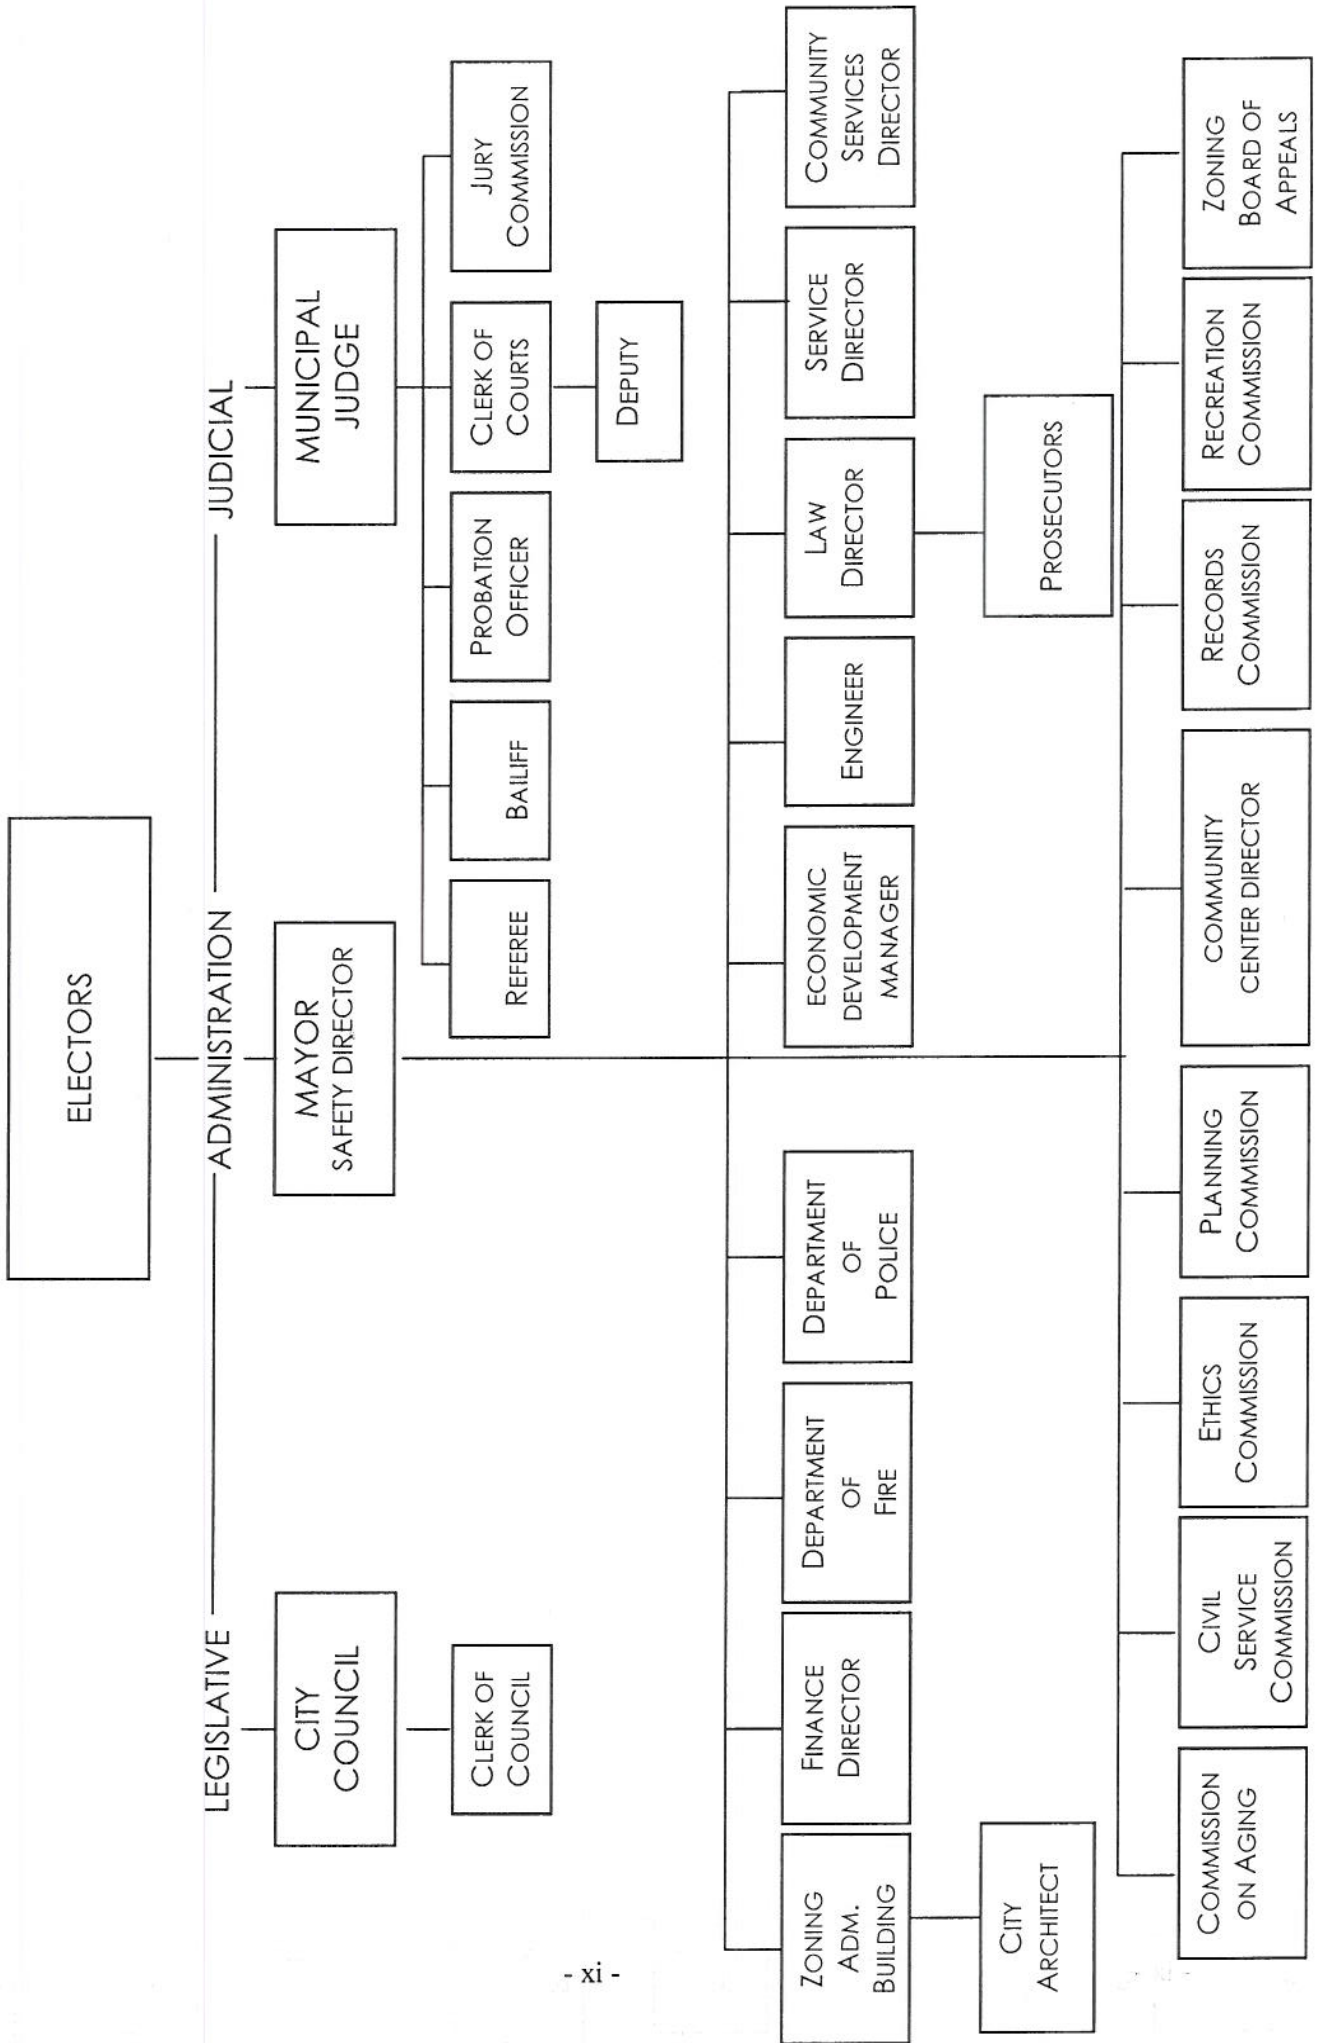 ELECTORS
LEGISLATIVE
ADMINISTRATION
JUDICIAL
CITY
COUNCIL
MAYOR
SAFETY DIRECTOR
MUNICIPAL
JUDGE
CLERK OF
COUNCIL
REFEREE
BAILIFF
PROBATION
OFFICER
CLERK OF
COURTS
JURY
COMMISSION
DEPUTY
ZONING
ADM.
BUILDING
FINANCE
DIRECTOR
DEPARTMENT
OF
FIRE
DEPARTMENT
OF
POLICE
ECONOMIC
DEVELOPMENT
MANAGER
ENGINEER
LAW
DIRECTOR
SERVICE
DIRECTOR
COMMUNITY
SERVICES
DIRECTOR
CITY
ARCHITECT
PROSECUTORS
COMMISSION
ON AGING
CIVIL
SERVICE
COMMISSION
ETHICS
COMMISSION
PLANNING
COMMISSION
COMMUNITY
CENTER DIRECTOR
RECORDS
COMMISSION
RECREATION
COMMISSION
ZONING
BOARD OF
APPEALS
- xi -